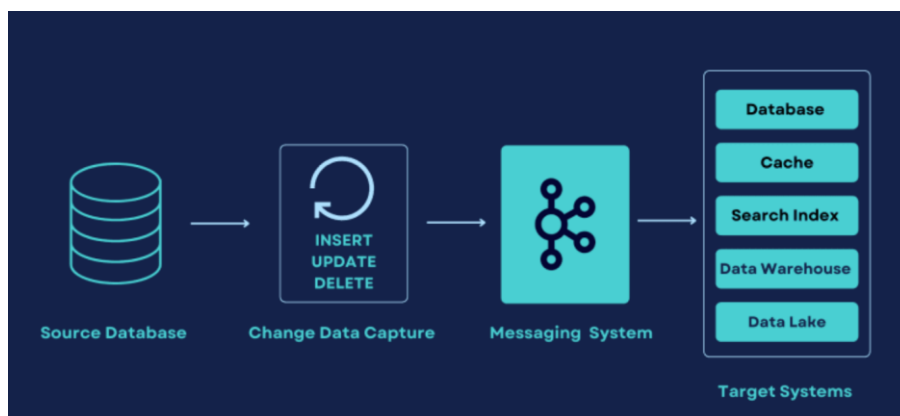 Database
Cache
Search Index
Data Warehouse
Data Lake
INSERT
UPDATE
DELETE
Source Database
Change Data Capture
Messaging System
Target Systems